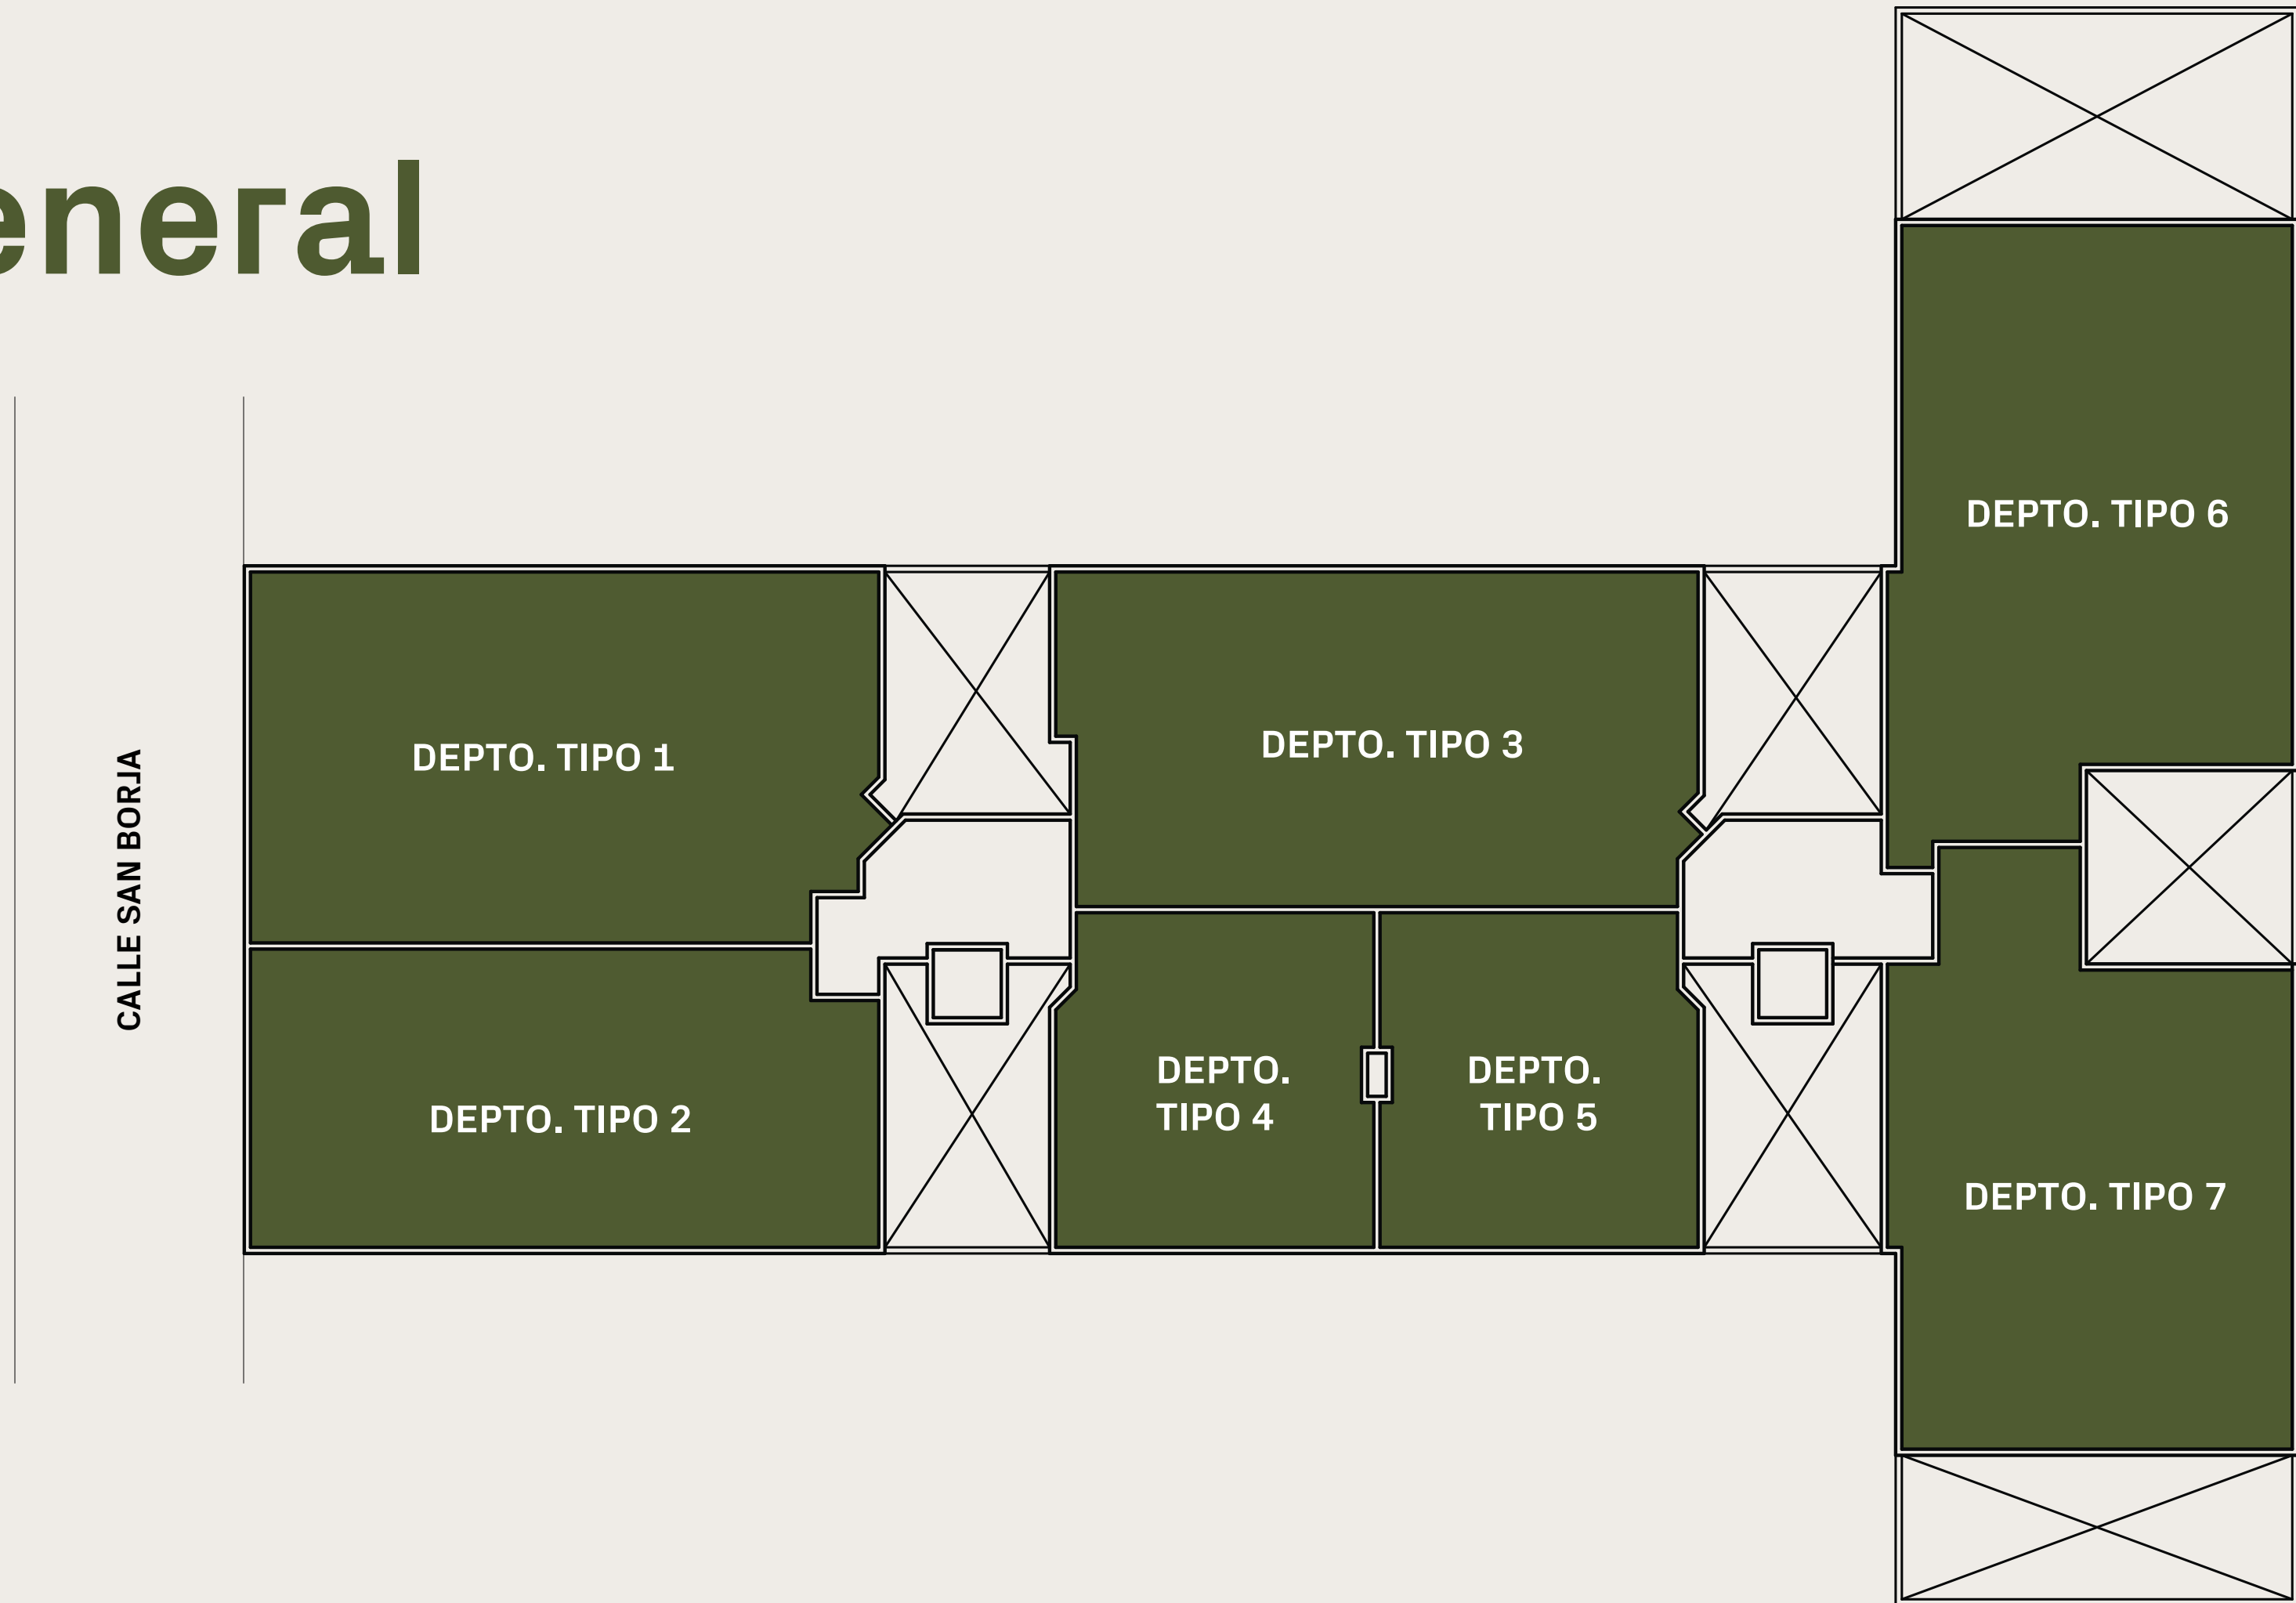 eneral
DEPTO. TIPO 6
DEPTO. TIPO 1
DEPTO. TIPO 3
CALLE SAN BORJA
DEPTO.
TIPO 4
DEPTO.
TIPO 5
DEPTO. TIPO 2
DEPTO. TIPO 7